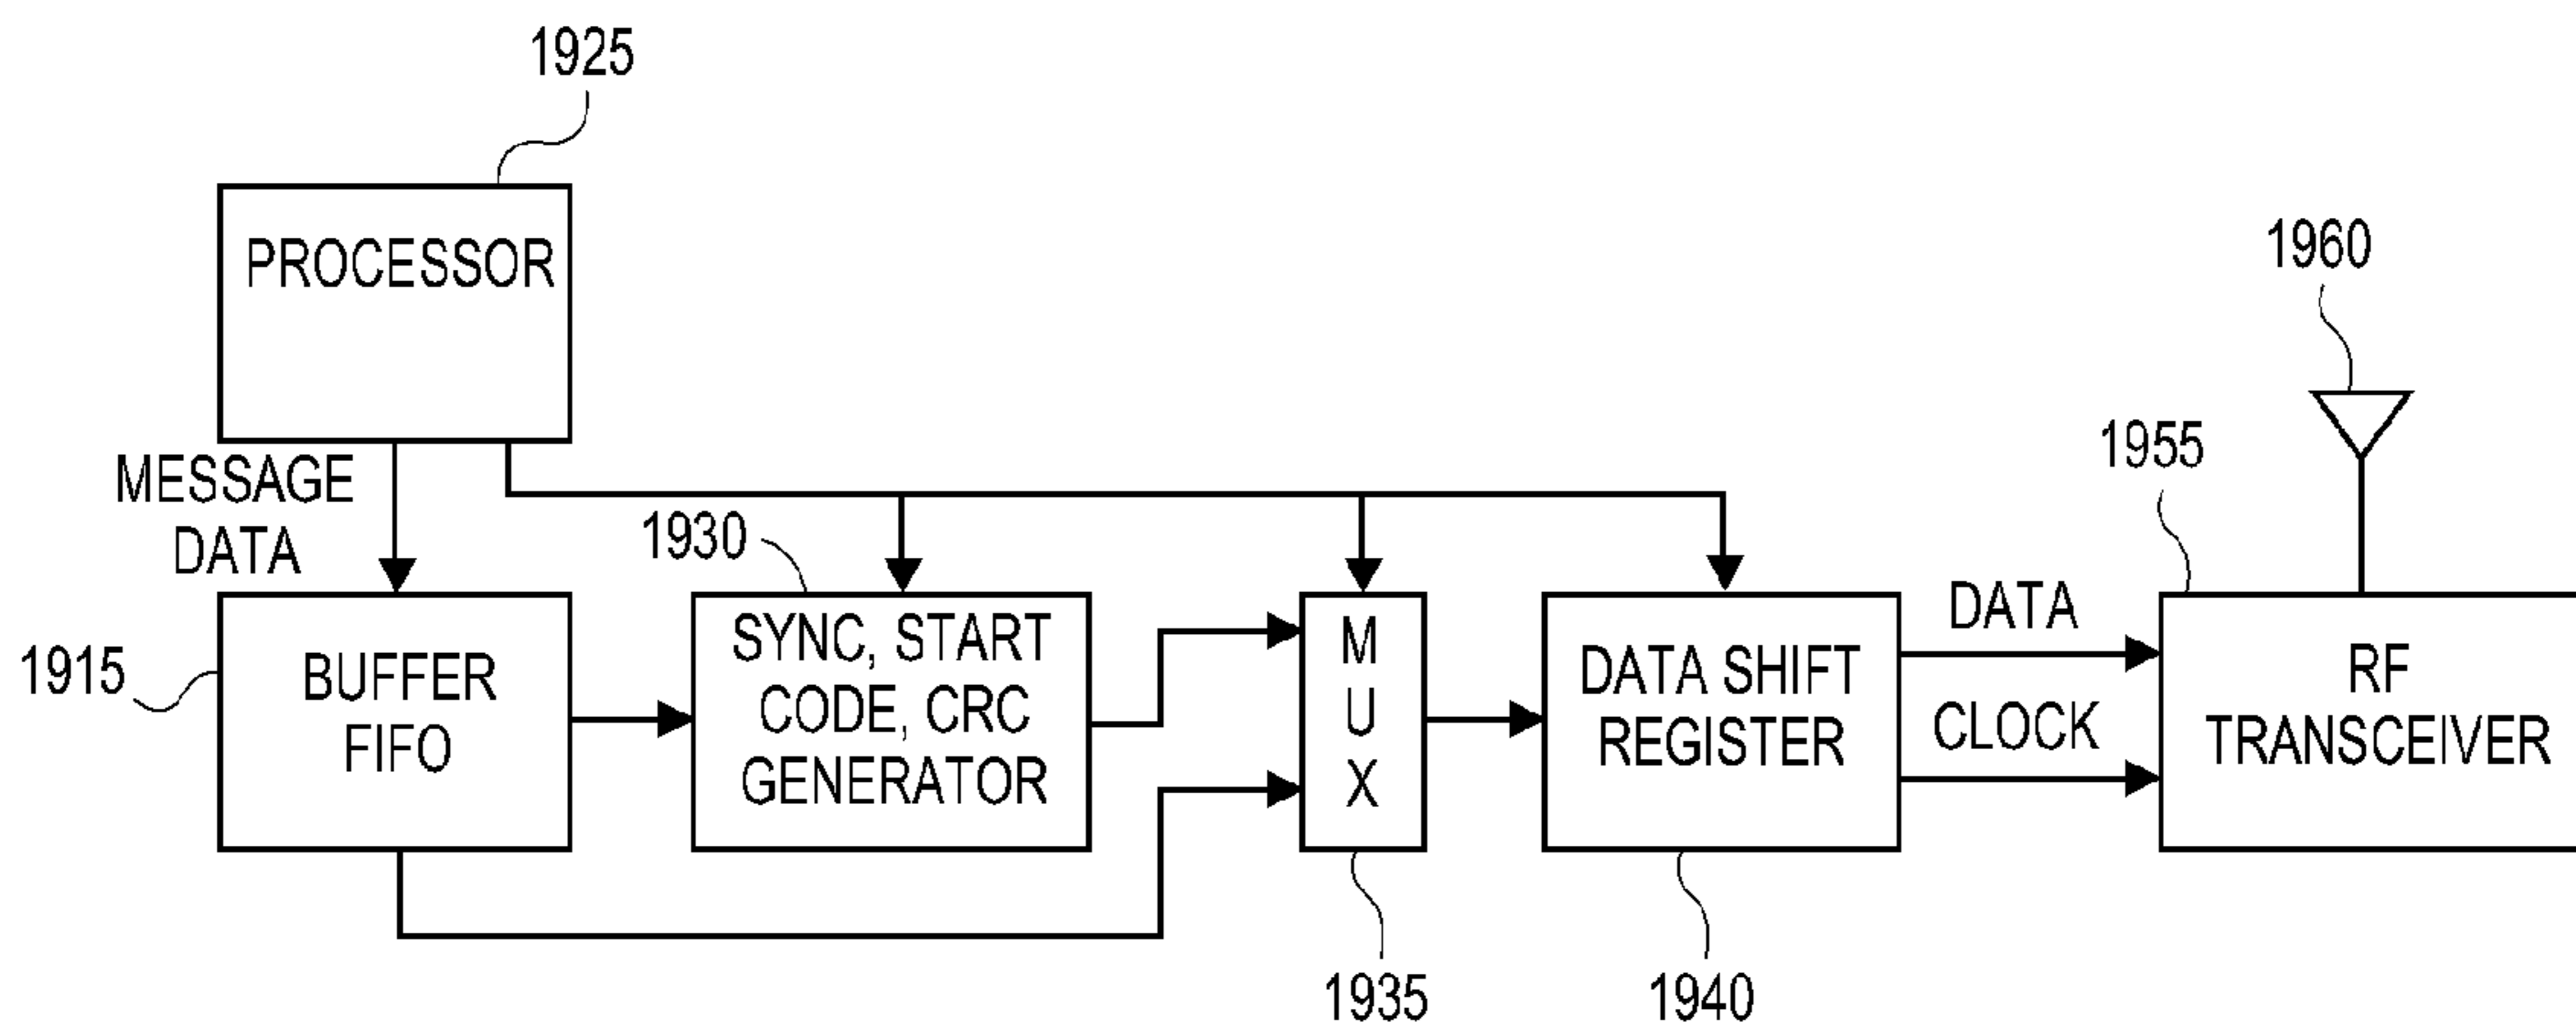 1925
PROCESSOR
1960
1955
MESSAGE
DATA
1930
1915
BUFFER
FIFO
SYNC, START
CODE, CRC
GENERATOR
M
U
X
DATA SHIFT
REGISTER
DATA
CLOCK
RF
TRANSCEIVER
1935
1940